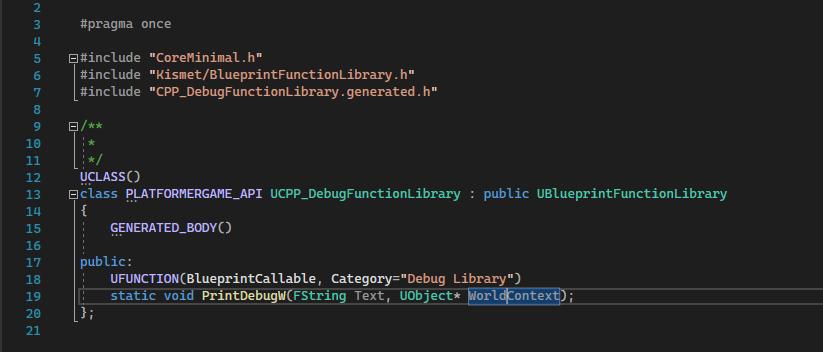 2
3 #pragma once
4
5 #include "CoreMinimal.h"
6 #include "Kismet/BlueprintFunctionLibrary.h"
7 #include "CPP_DebugFunctionLibrary.generated.h"
8
9 /**
10  *
11  */
12 UCLASS()
13 class PLATFORMERGAME_API UCPP_DebugFunctionLibrary : public UBlueprintFunctionLibrary
14 {
15     GENERATED_BODY()
16
17 public:
18     UFUNCTION(BlueprintCallable, Category="Debug Library")
19     static void PrintDebugW(FString Text, UObject* WorldContext);
20 };
21